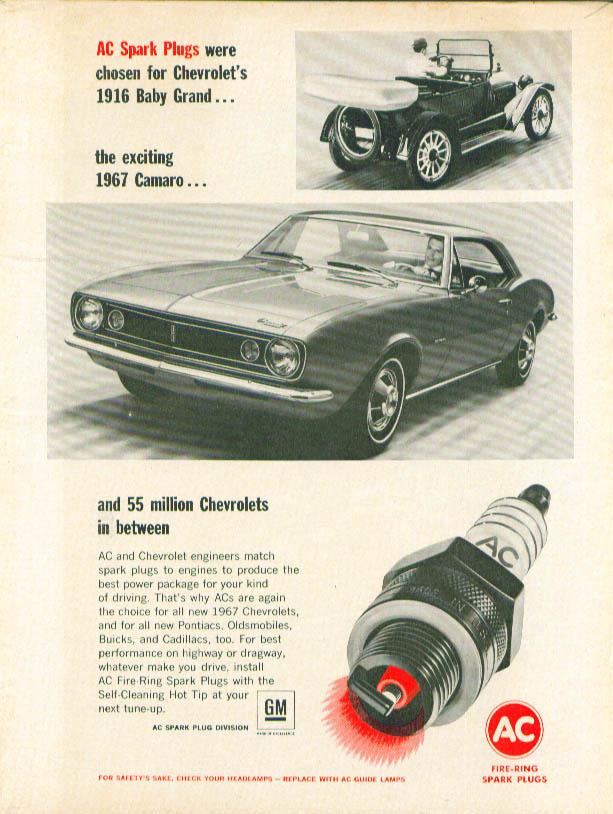 AC Spark Plugs were
chosen for Chevrolet's
1916 Baby Grand...
the exciting
1967 Camaro...
and 55 million Chevrolets
in between
AC and Chevrolet engineers match
spark plugs to engines to produce the
best power package for your kind
of driving. That's why ACs are again
the choice for all new 1967 Chevrolets,
and for all new Pontiacs, Oldsmobiles,
Buicks, and Cadillacs, too. For best
performance on highway or dragway,
whatever make you drive, install
AC Fire-Ring Spark Plugs with the
Self-Cleaning Hot Tip at your
next tune-up.
GM
MARK OF EXCELLENCE
AC SPARK PLUG DIVISION
AC
MADE IN U.S.
AC
FIRE-RING
SPARK PLUGS
FOR SAFETY'S SAKE, CHECK YOUR HEADLAMPS — REPLACE WITH AC GUIDE LAMPS